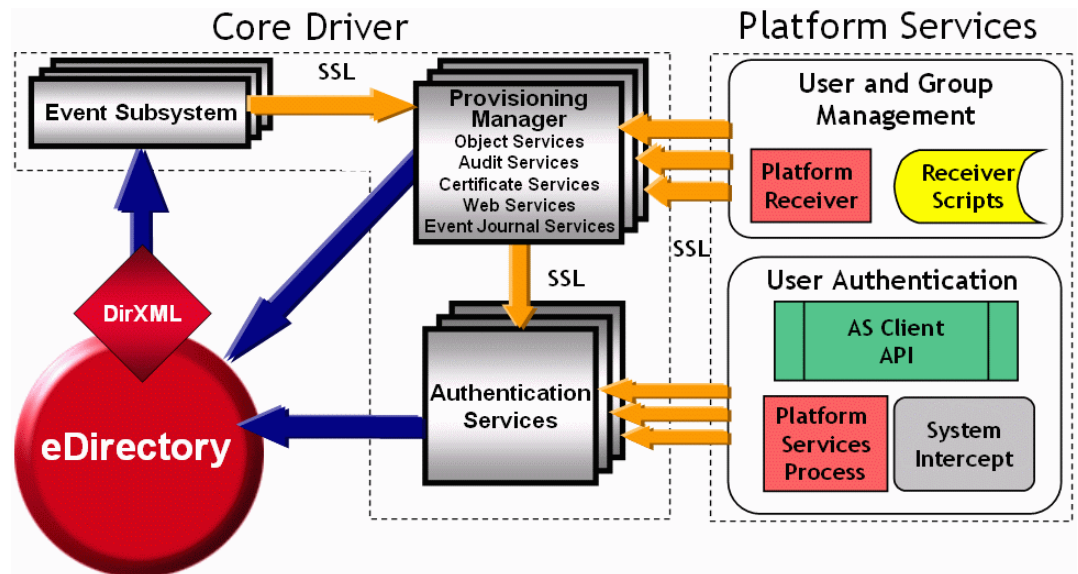 Core Driver
Platform Services
Event Subsystem
SSL
Provisioning
Manager
Object Services
Audit Services
Certificate Services
Web Services
Event Journal Services
User and Group
Management
Platform
Receiver
Receiver
Scripts
SSL
SSL
DirXML
eDirectory
Authentication
Services
User Authentication
AS Client
API
Platform
Services
Process
System
Intercept